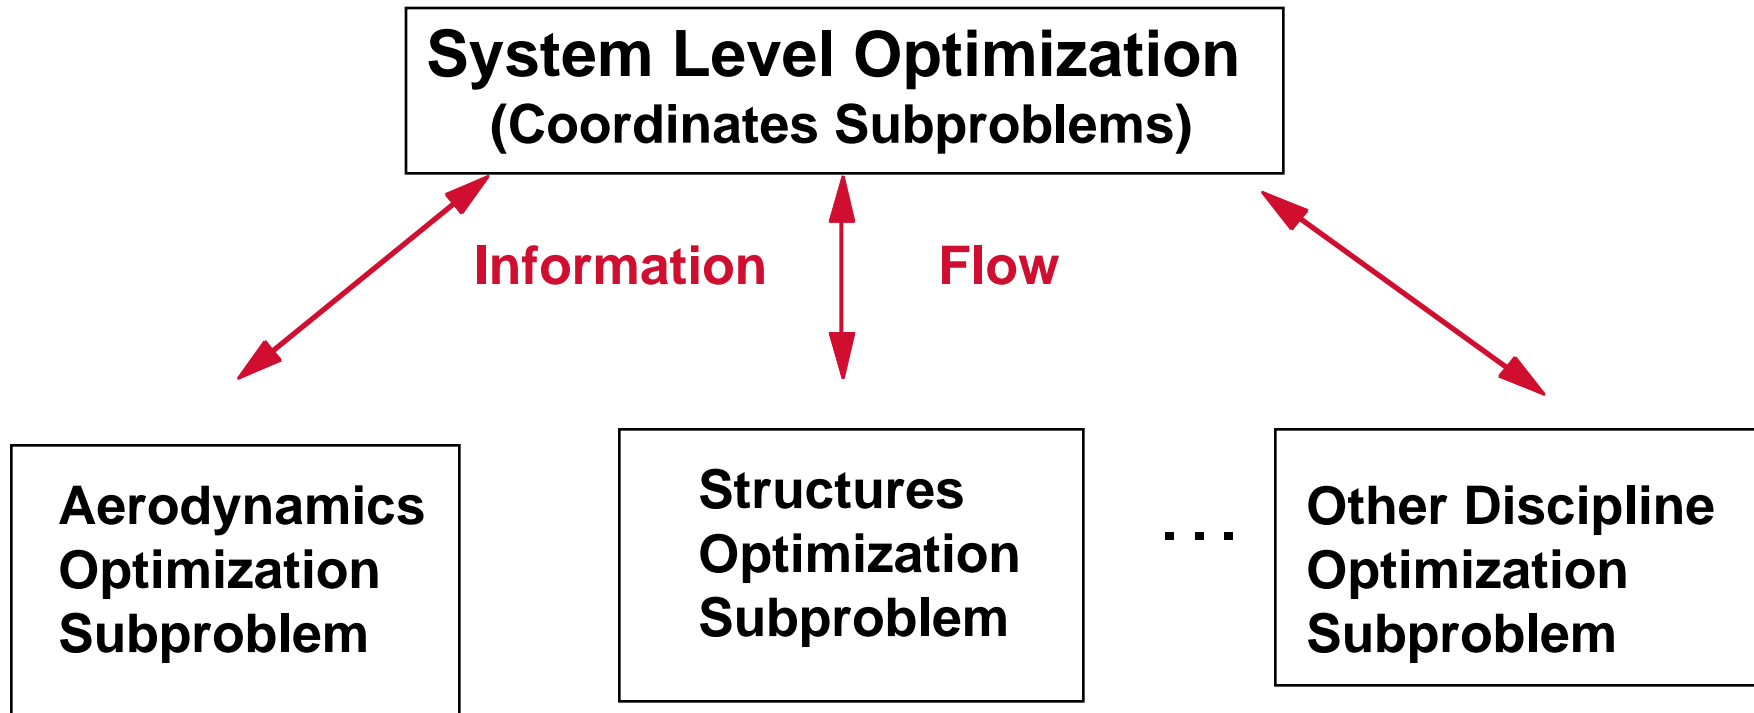 System Level Optimization
(Coordinates Subproblems)
Information Flow
Aerodynamics
Optimization
Subproblem
Structures
Optimization
Subproblem
. . .
Other Discipline
Optimization
Subproblem